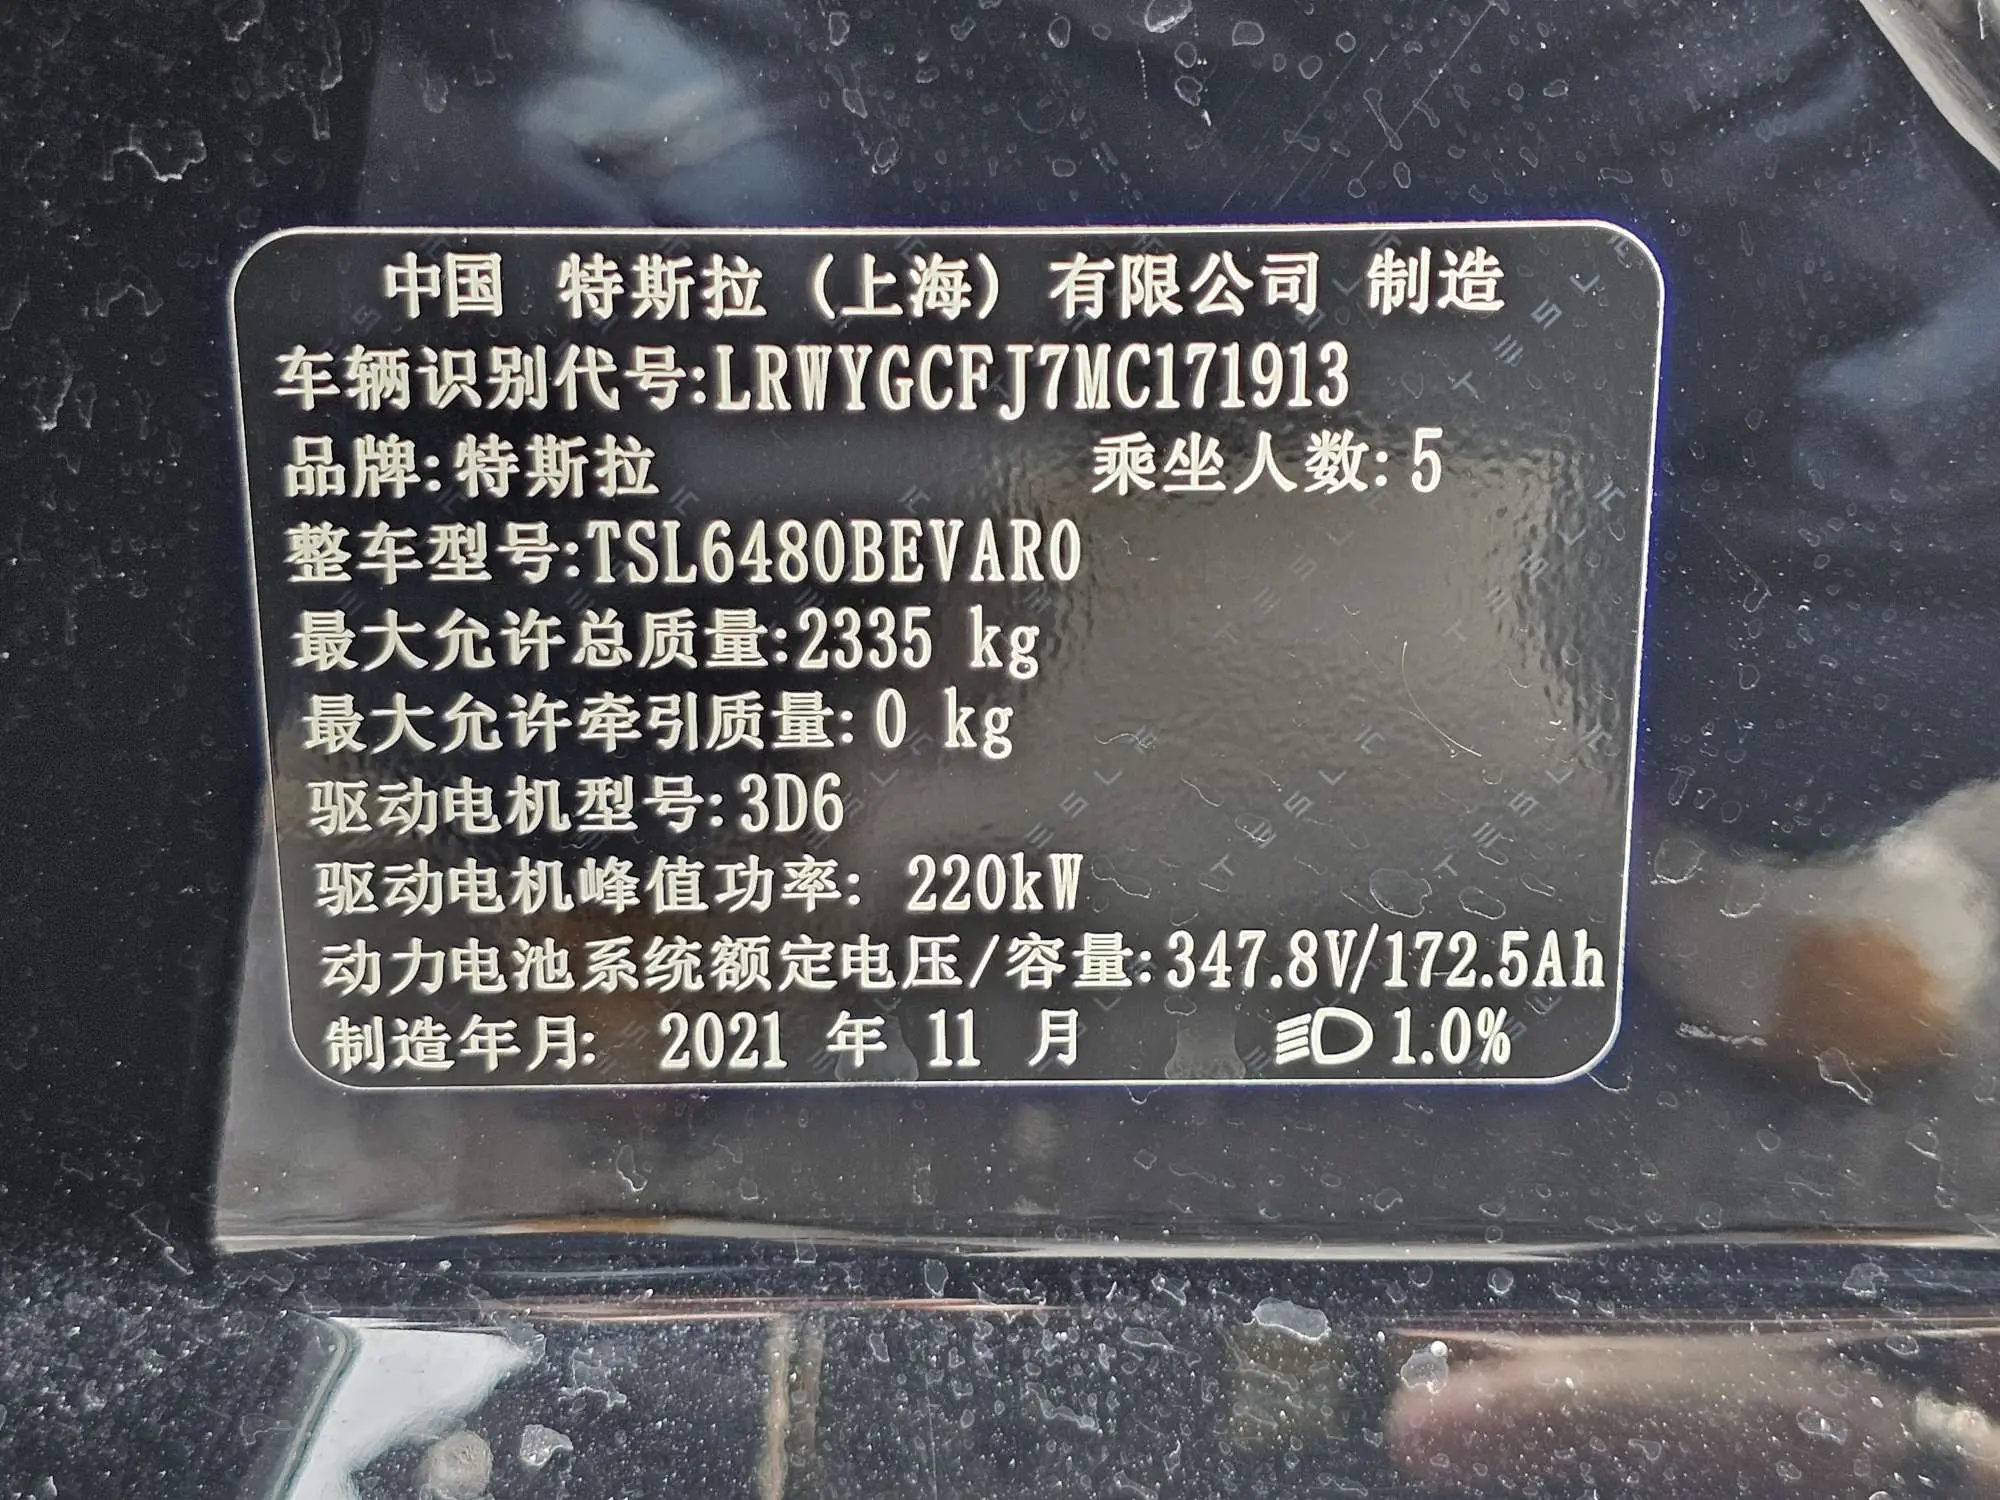 中国 特斯拉 (上海) 有限公司 制造
车辆识别代号:LRWYGCFJ7MC171913
品牌:特斯拉 乘坐人数:5
整车型号:TSL6480BEVAR0
最大允许总质量:2335 kg
最大允许牵引质量:0 kg
驱动电机型号:3D6
驱动电机峰值功率: 220kW
动力电池系统额定电压/容量:347.8V/172.5Ah
制造年月: 2021 年 11 月 1.0%